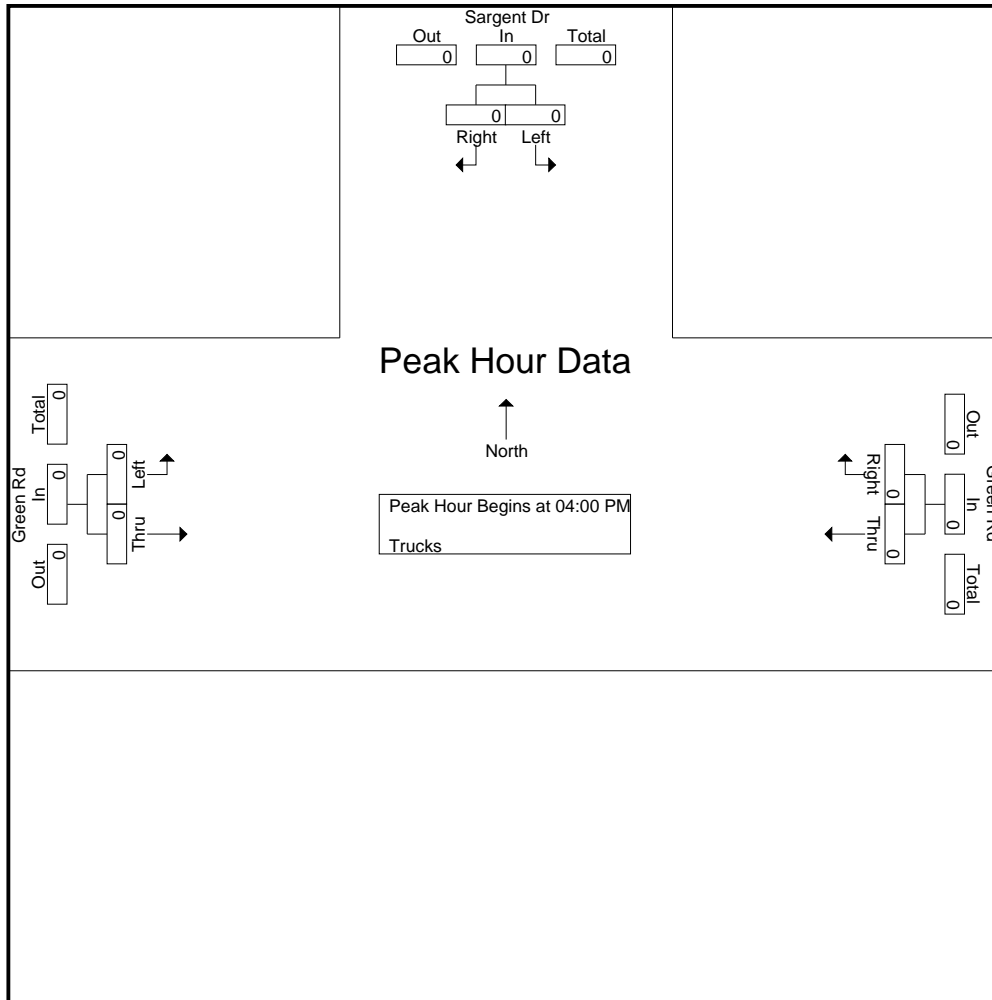 Sargent Dr
Out In Total
0 0 0
0 0
Right Left
Peak Hour Data
North
Peak Hour Begins at 04:00 PM
Trucks
Green Rd
Total In Out
0 0 0
Left Thru
0 0
Green Rd
Out In Total
0 0 0
Right Thru
0 0